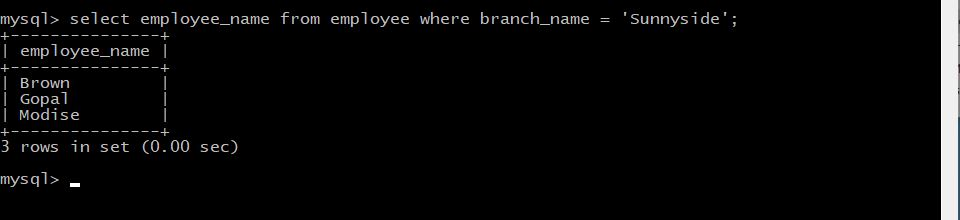 mysql> select employee_name from employee where branch_name = 'Sunnyside';
+---------------+
| employee_name |
+---------------+
| Brown         |
| Gopal         |
| Modise        |
+---------------+
3 rows in set (0.00 sec)
mysql>